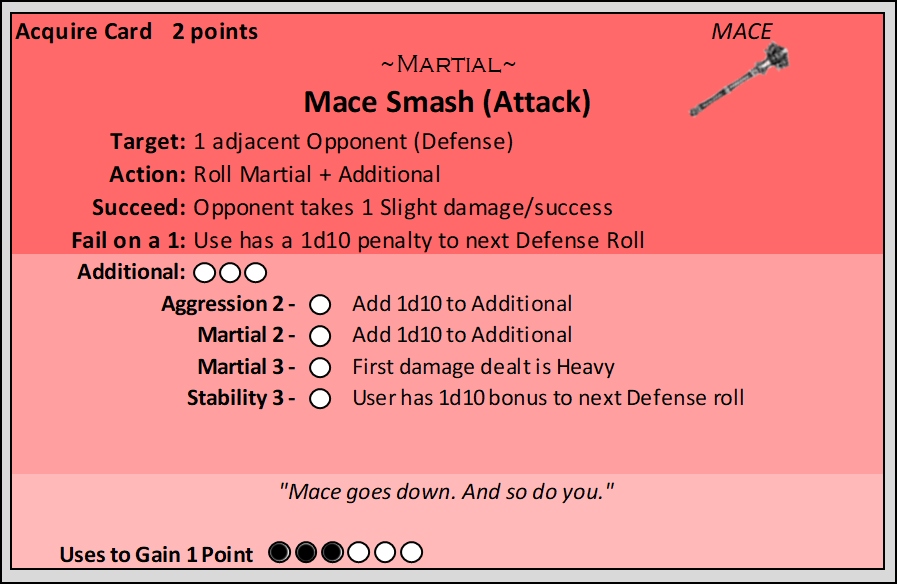 Acquire Card 2 points
MACE
~MARTIAL~
Mace Smash (Attack)
Target: 1 adjacent Opponent (Defense)
Action: Roll Martial + Additional
Succeed: Opponent takes 1 Slight damage/success
Fail on a 1: Use has a 1d10 penalty to next Defense Roll
Additional:
Aggression 2 - Add 1d10 to Additional
Martial 2 - Add 1d10 to Additional
Martial 3 - First damage dealt is Heavy
Stability 3 - User has 1d10 bonus to next Defense roll
"Mace goes down. And so do you."
Uses to Gain 1 Point